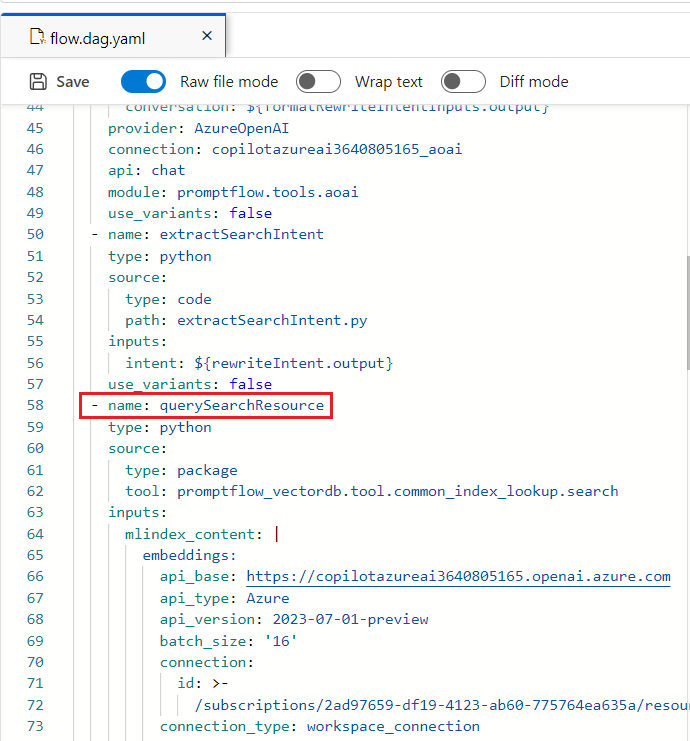 flow.dag.yaml
Save Raw file mode Wrap text Diff mode
44 conversation: ${formatRewriteIntentInputs.output}
45 provider: AzureOpenAI
46 connection: copilotazureai3640805165_aoai
47 api: chat
48 module: promptflow.tools.aoai
49 use_variants: false
50 - name: extractSearchIntent
51 type: python
52 source:
53 type: code
54 path: extractSearchIntent.py
55 inputs:
56 intent: ${rewriteIntent.output}
57 use_variants: false
58 - name: querySearchResource
59 type: python
60 source:
61 type: package
62 tool: promptflow_vectordb.tool.common_index_lookup.search
63 inputs:
64 mlindex_content: |
65 embeddings:
66 api_base: https://copilotazureai3640805165.openai.azure.com
67 api_type: Azure
68 api_version: 2023-07-01-preview
69 batch_size: '16'
70 connection:
71 id: >-
72 /subscriptions/2ad97659-df19-4123-ab60-775764ea635a/resou
73 connection_type: workspace_connection